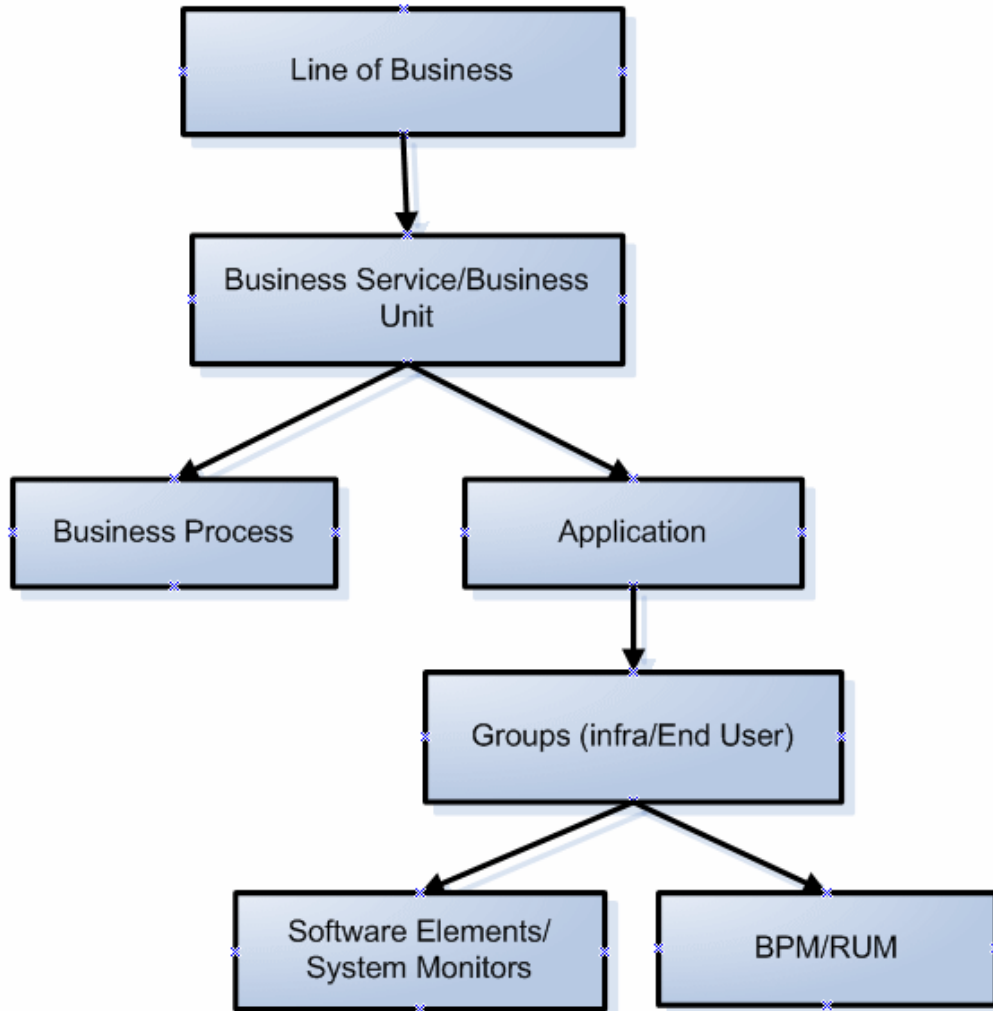 Line of Business
Business Service/Business
Unit
Business Process
Application
Groups (infra/End User)
Software Elements/
System Monitors
BPM/RUM